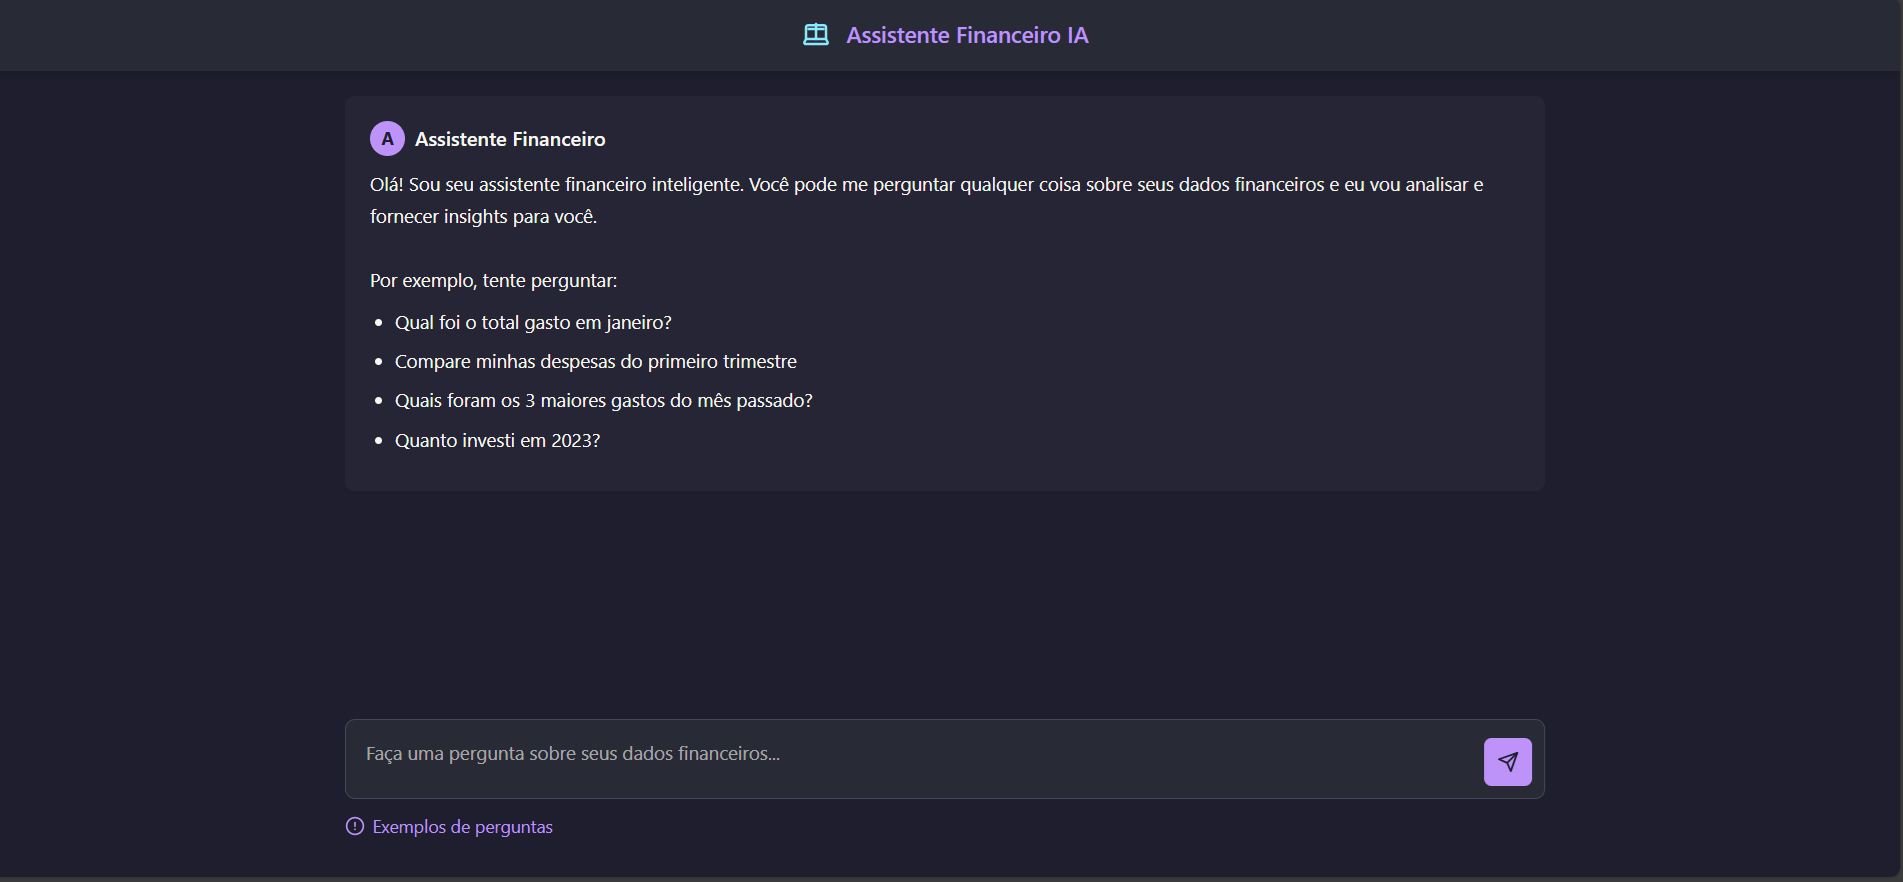 Assistente Financeiro IA
A Assistente Financeiro
Olá! Sou seu assistente financeiro inteligente. Você pode me perguntar qualquer coisa sobre seus dados financeiros e eu vou analisar e
fornecer insights para você.
Por exemplo, tente perguntar:
• Qual foi o total gasto em janeiro?
• Compare minhas despesas do primeiro trimestre
• Quais foram os 3 maiores gastos do mês passado?
• Quanto investi em 2023?
Faça uma pergunta sobre seus dados financeiros...
Exemplos de perguntas